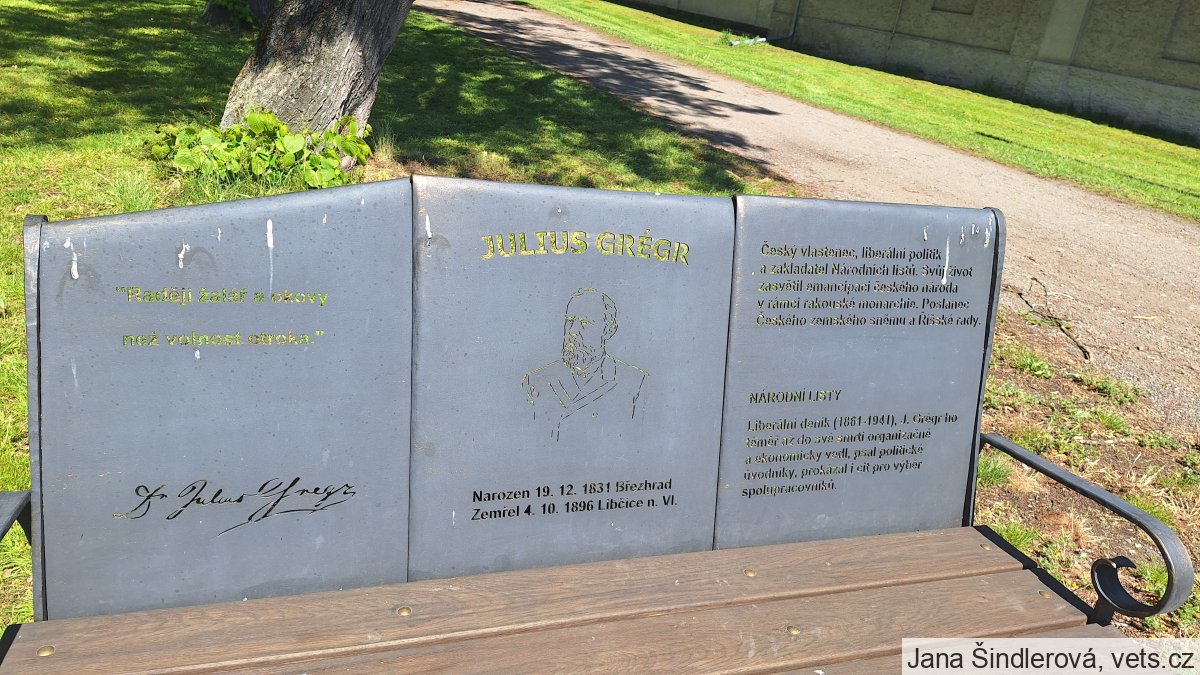 "Raději žalář a okovy
než volnost otroka."
Dr Julius Gregr
JULIUS GRÉGR
Narozen 19. 12. 1831 Březhrad
Zemřel 4. 10. 1896 Libčice n. Vl.
Český vlastenec, liberální politik
a zakladatel Národních listů. Svůj život
zasvětil emancipaci českého národa
v rámci rakouské monarchie. Poslanec
Českého zemského sněmu a Říšské rady.
NÁRODNÍ LISTY
Liberální deník (1861-1941), J. Grégr ho
téměř až do své smrti organizačně
a ekonomicky vedl, psal politické
úvodníky, prokázal i cit pro výběr
spolupracovníků.
Jana Šindlerová, vets.cz